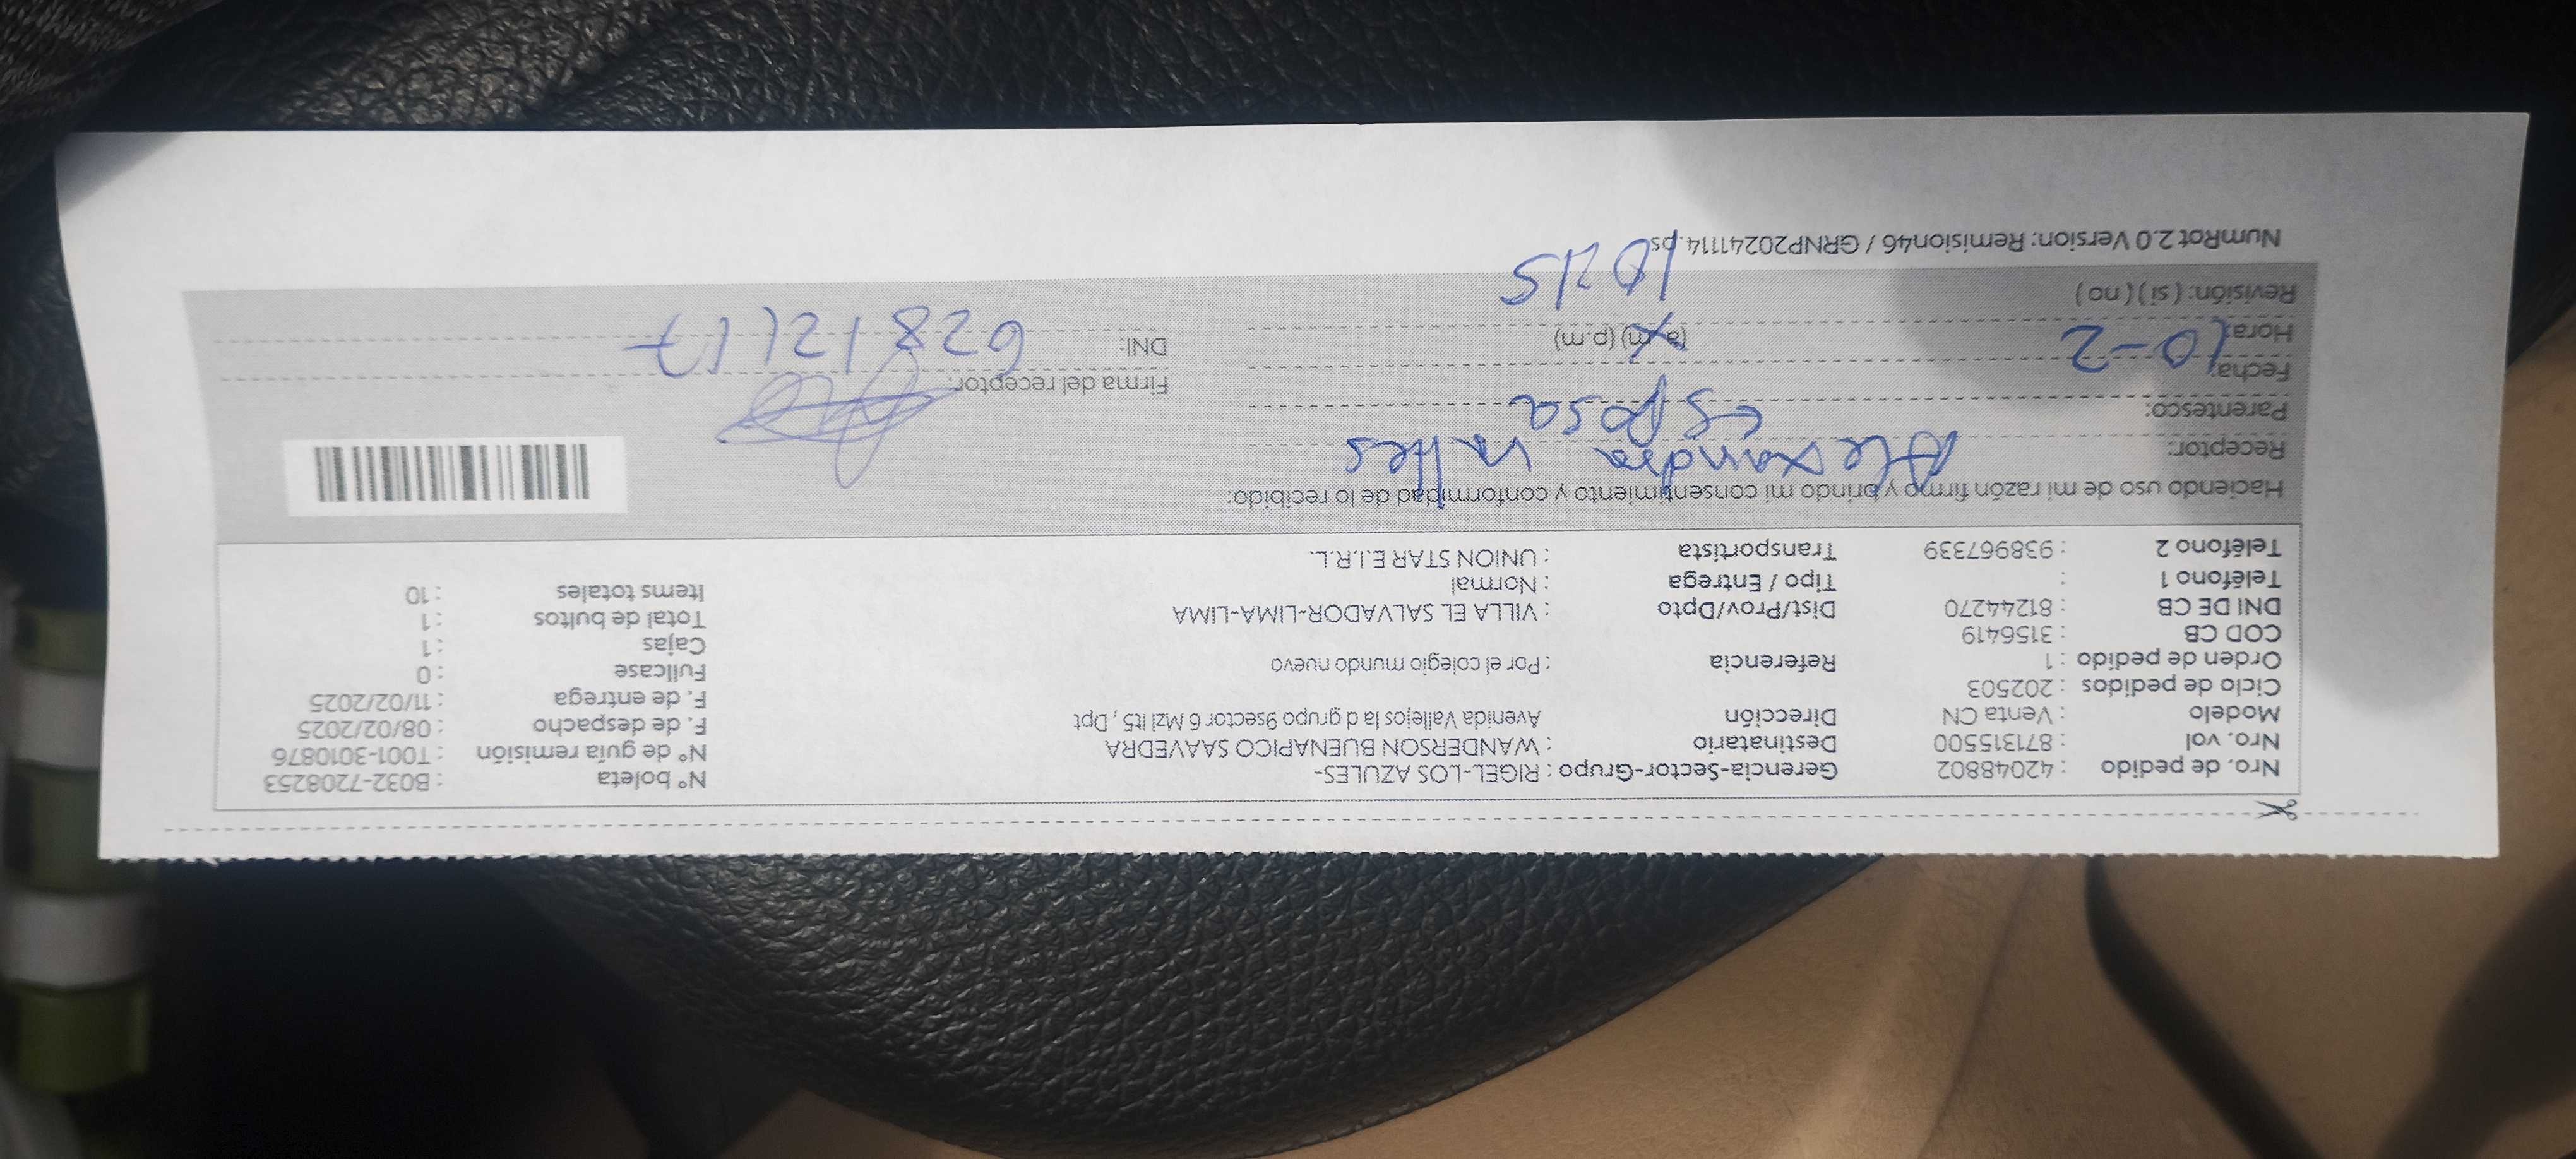 Nro. de pedido : 42048802 Gerencia-Sector-Grupo : RIGEL-LOS AZULES- N° boleta : B032-7208253
Nro. vol : 871315500 Destinatario : WANDERSON BUENAPICO SAAVEDRA N° de guía remisión : T001-3010876
Modelo : Venta CN Dirección Avenida Vallejos la d grupo 9sector 6 Mzl lt5 , Dpt F. de despacho : 08/02/2025
Ciclo de pedidos : 202503 F. de entrega : 11/02/2025
Orden de pedido : 1 Referencia : Por el colegio mundo nuevo Fullcase : 0
COD CB : 3156419 Cajas : 1
DNI DE CB : 81244270 Dist/Prov/Dpto : VILLA EL SALVADOR-LIMA-LIMA Total de bultos : 1
Teléfono 1 : Tipo / Entrega : Normal Items totales : 10
Teléfono 2 : 938967339 Transportista : UNION STAR E.I.R.L.
Haciendo uso de mi razón firmo y brindo mi consentimiento y conformidad de lo recibido:
Receptor: Alexandra Valles
Parentesco: esposa
Fecha: 10-2 Firma del receptor:
Hora: (a.m) (p.m) DNI: 62812117
Revisión: ( si ) ( no ) 10:15
NumRot 2.0 Version: Remision46 / GRNP20241114.ps